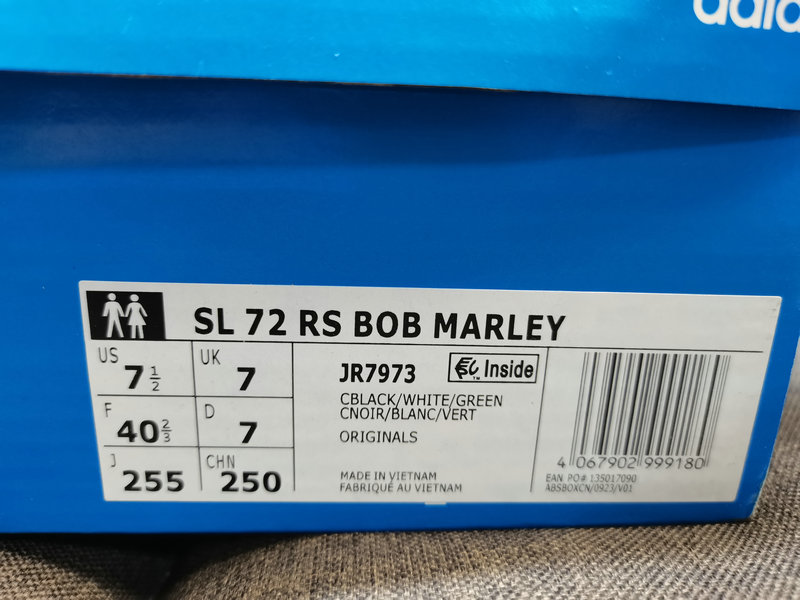 adidas
SL 72 RS BOB MARLEY
US 7 1/2
UK 7
F 40 2/3
D 7
J 255
CHN 250
JR7973
ESU Inside
CBLACK/WHITE/GREEN
CNOIR/BLANC/VERT
ORIGINALS
MADE IN VIETNAM
FABRIQUÉ AU VIETNAM
4 067902 999180
EAN PO# 135017090
ABSBOXCN/0923/V01